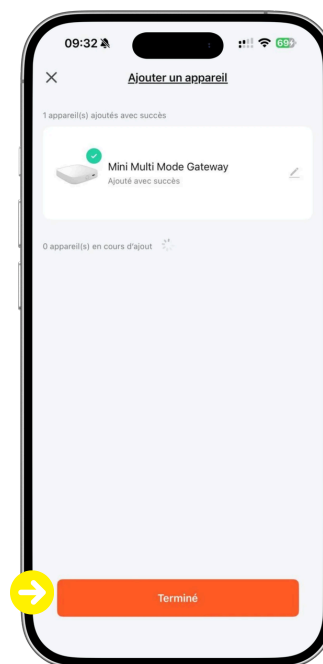 09:32
69
Ajouter un appareil
1 appareil(s) ajoutés avec succès
Mini Multi Mode Gateway
Ajouté avec succès
0 appareil(s) en cours d'ajout
Terminé